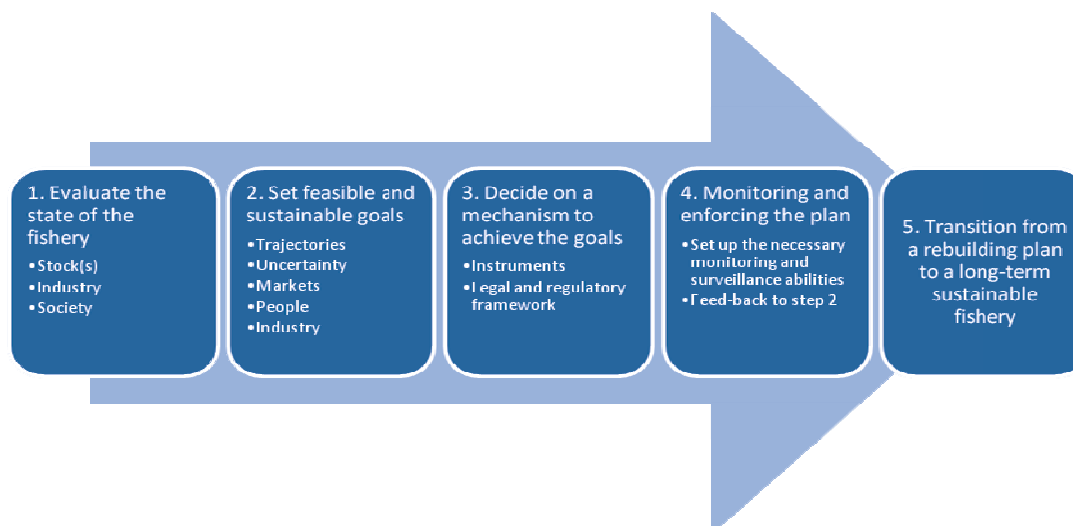 1. Evaluate the
state of the
fishery
•Stock(s)
•Industry
•Society
2. Set feasible and
sustainable goals
•Trajectories
•Uncertainty
•Markets
•People
•Industry
3. Decide on a
mechanism to
achieve the goals
•Instruments
•Legal and regulatory
framework
4. Monitoring and
enforcing the plan
•Set up the necessary
monitoring and
surveillance abilities
•Feed-back to step 2
5. Transition from
a rebuilding plan
to a long-term
sustainable
fishery